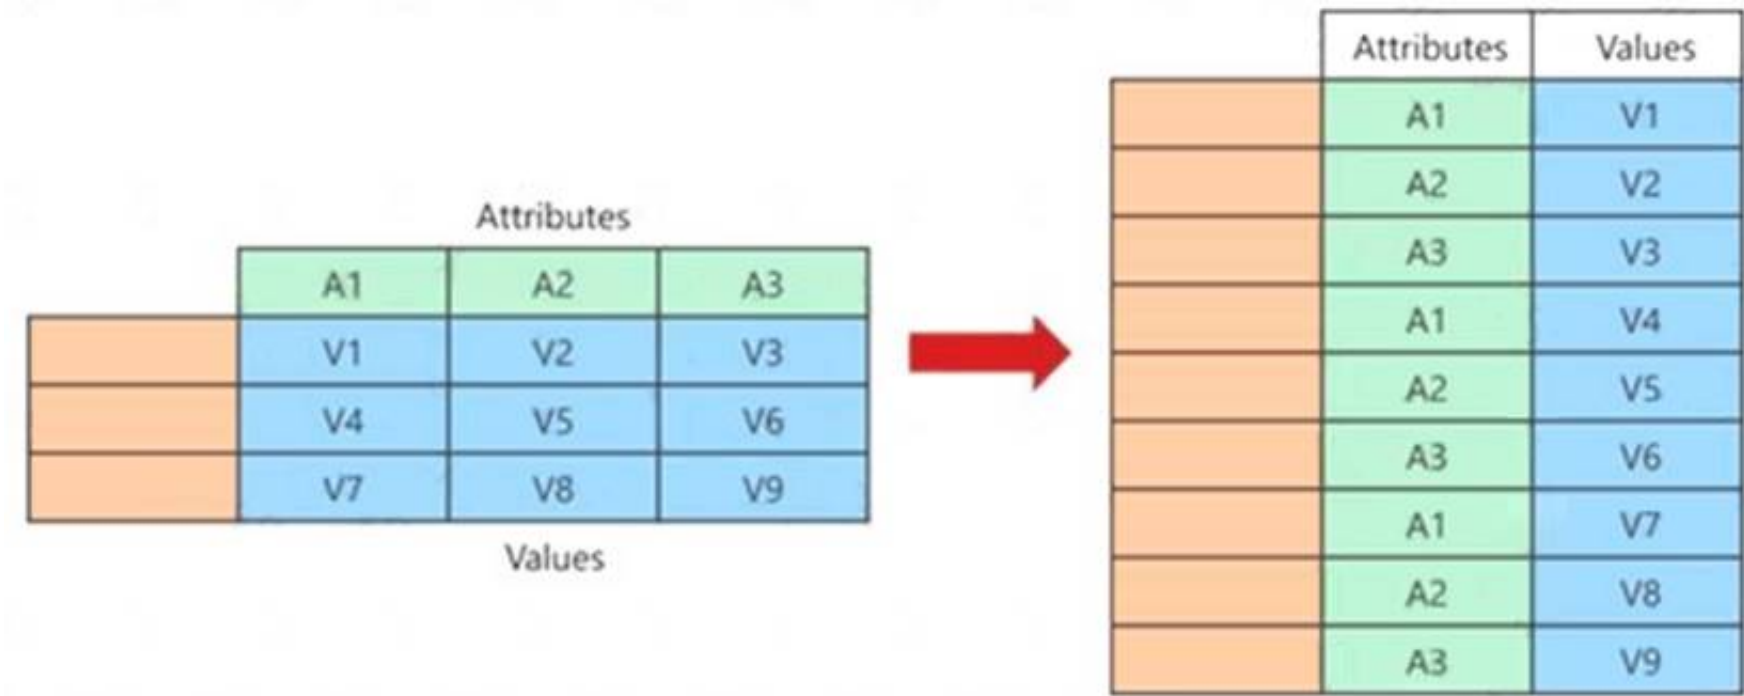 Attributes
A1 A2 A3
V1 V2 V3
V4 V5 V6
V7 V8 V9
Values
Attributes Values
A1 V1
A2 V2
A3 V3
A1 V4
A2 V5
A3 V6
A1 V7
A2 V8
A3 V9